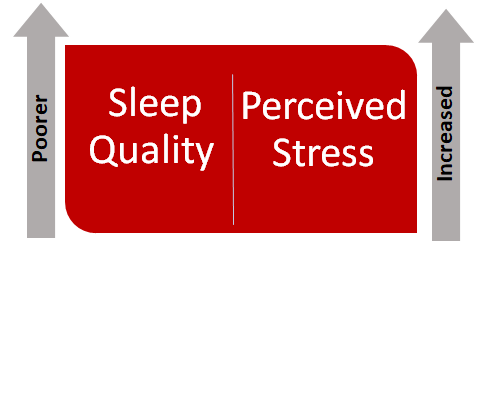 Poorer
Sleep
Quality
Perceived
Stress
Increased